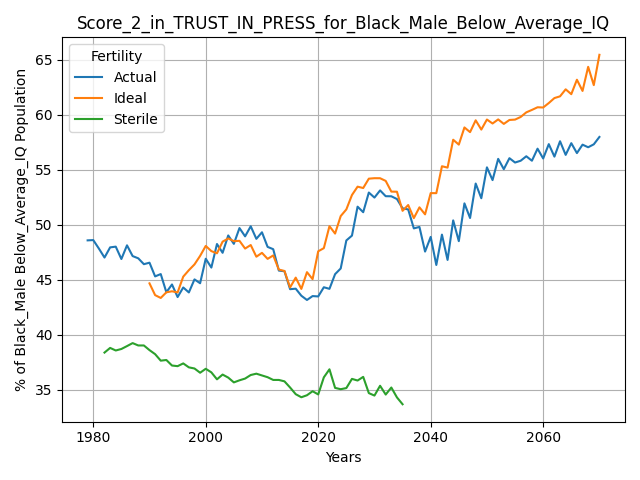 Score_2_in_TRUST_IN_PRESS_for_Black_Male_Below_Average_IQ
Fertility
Actual
Ideal
Sterile
% of Black_Male Below_Average_IQ Population
65
60
55
50
45
40
35
1980
2000
2020
2040
2060
Years